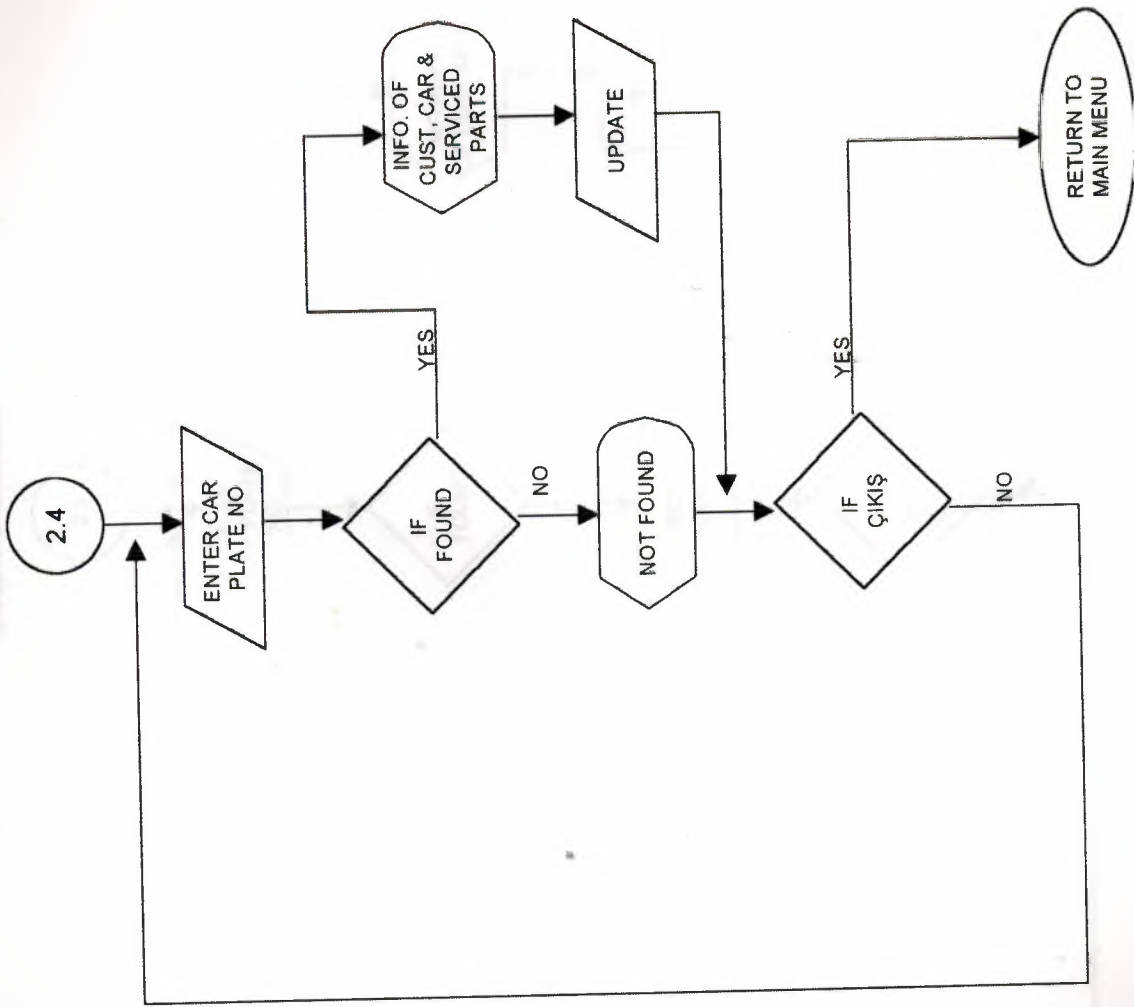 2.4
ENTER CAR
PLATE NO
IF
FOUND
YES
INFO. OF
CUST, CAR &
SERVICED
PARTS
UPDATE
NO
NOT FOUND
IF
ÇIKIŞ
YES
NO
RETURN TO
MAIN MENU